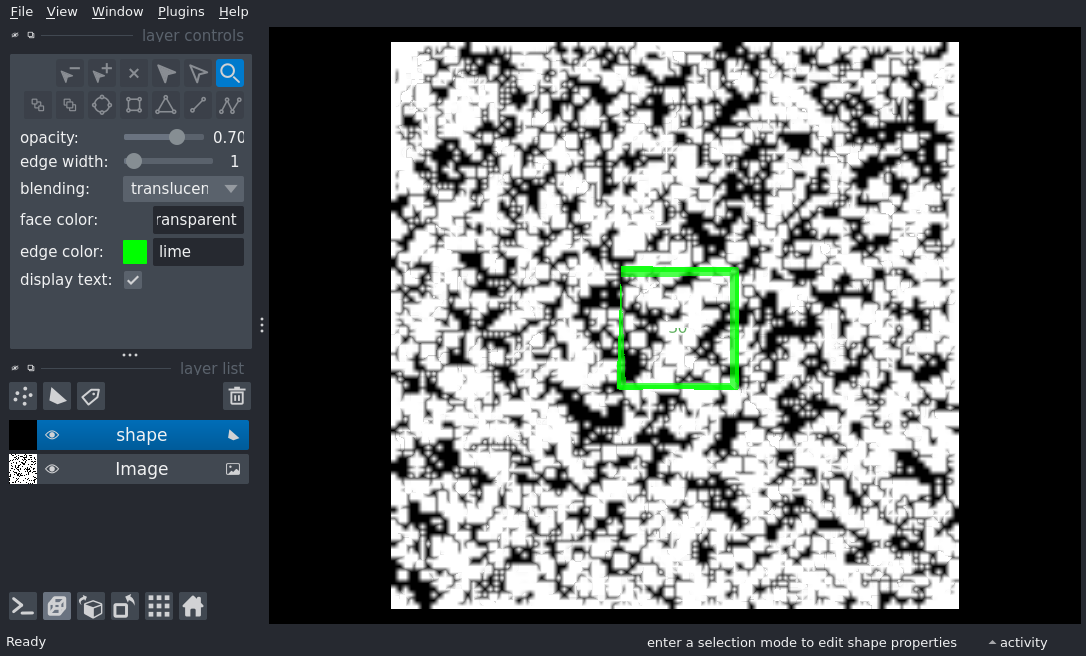 File View Window Plugins Help
layer controls
opacity: 0.70
edge width: 1
blending: translucen
face color: ransparent
edge color: lime
display text:
layer list
shape
Image
Ready
enter a selection mode to edit shape properties
activity